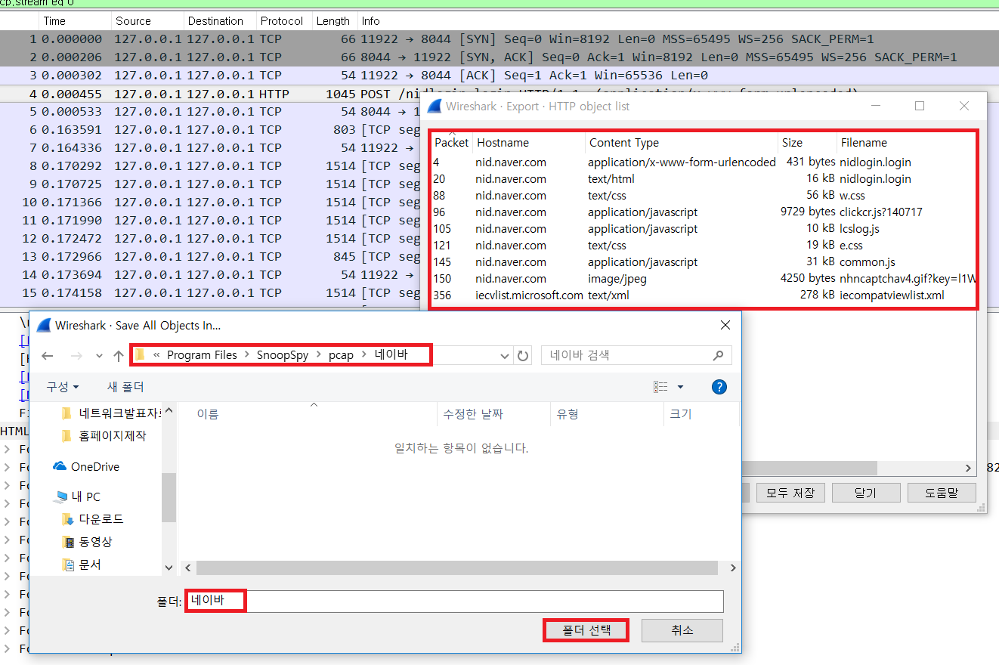 cp.stream eq 0
Time Source Destination Protocol Length Info
1 0.000000 127.0.0.1 127.0.0.1 TCP 66 11922 → 8044 [SYN] Seq=0 Win=8192 Len=0 MSS=65495 WS=256 SACK_PERM=1
2 0.000206 127.0.0.1 127.0.0.1 TCP 66 8044 → 11922 [SYN, ACK] Seq=0 Ack=1 Win=8192 Len=0 MSS=65495 WS=256 SACK_PERM=1
3 0.000302 127.0.0.1 127.0.0.1 TCP 54 11922 → 8044 [ACK] Seq=1 Ack=1 Win=65536 Len=0
4 0.000455 127.0.0.1 127.0.0.1 HTTP 1045 POST /nidlogin.login HTTP/1.1 (application/x-www-form-urlencoded)
5 0.000533 127.0.0.1 127.0.0.1 TCP 54 8044 → 1
6 0.163591 127.0.0.1 127.0.0.1 TCP 803 [TCP seg
7 0.164336 127.0.0.1 127.0.0.1 TCP 54 11922 →
8 0.170292 127.0.0.1 127.0.0.1 TCP 1514 [TCP seg
9 0.170725 127.0.0.1 127.0.0.1 TCP 1514 [TCP seg
10 0.171366 127.0.0.1 127.0.0.1 TCP 1514 [TCP seg
11 0.171990 127.0.0.1 127.0.0.1 TCP 1514 [TCP seg
12 0.172472 127.0.0.1 127.0.0.1 TCP 1514 [TCP seg
13 0.172966 127.0.0.1 127.0.0.1 TCP 845 [TCP seg
14 0.173694 127.0.0.1 127.0.0.1 TCP 54 11922 →
15 0.174158 127.0.0.1 127.0.0.1 TCP 1514 [TCP seg
Wireshark · Export · HTTP object list
Packet Hostname Content Type Size Filename
4 nid.naver.com application/x-www-form-urlencoded 431 bytes nidlogin.login
20 nid.naver.com text/html 16 kB nidlogin.login
88 nid.naver.com text/css 56 kB w.css
96 nid.naver.com application/javascript 9729 bytes clickcr.js?140717
105 nid.naver.com application/javascript 10 kB lcslog.js
121 nid.naver.com text/css 19 kB e.css
145 nid.naver.com application/javascript 31 kB common.js
150 nid.naver.com image/jpeg 4250 bytes nhncaptchav4.gif?key=l1W
356 iecvlist.microsoft.com text/xml 278 kB iecompatviewlist.xml
모두 저장 닫기 도움말
Wireshark · Save All Objects In...
« Program Files > SnoopSpy > pcap > 네이바
네이바 검색
구성 새 폴더
이름 수정한 날짜 유형 크기
일치하는 항목이 없습니다.
네트워크발표자료
홈페이지제작
OneDrive
내 PC
다운로드
동영상
문서
폴더: 네이바
폴더 선택 취소
HTML
82